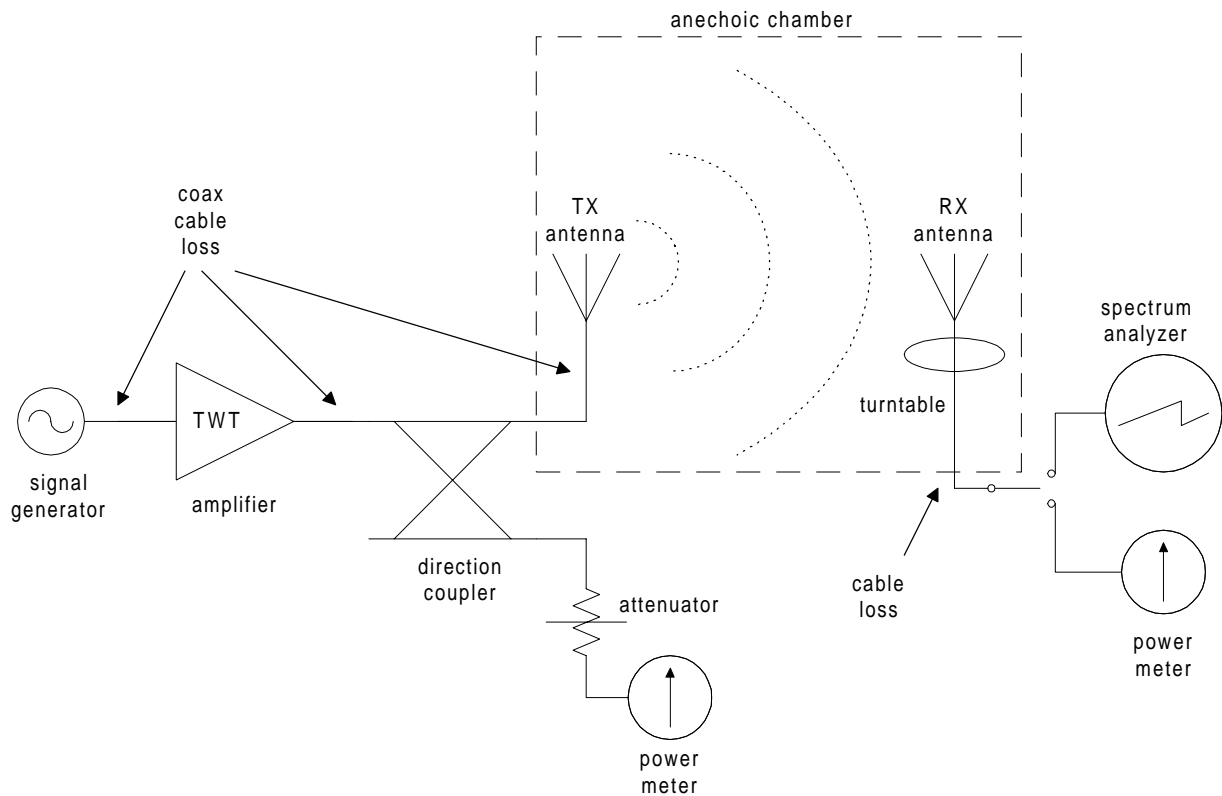 anechoic chamber
coax
cable
loss
TX
antenna
RX
antenna
spectrum
analyzer
turntable
TWT
signal
generator
amplifier
direction
coupler
attenuator
cable
loss
power
meter
power
meter